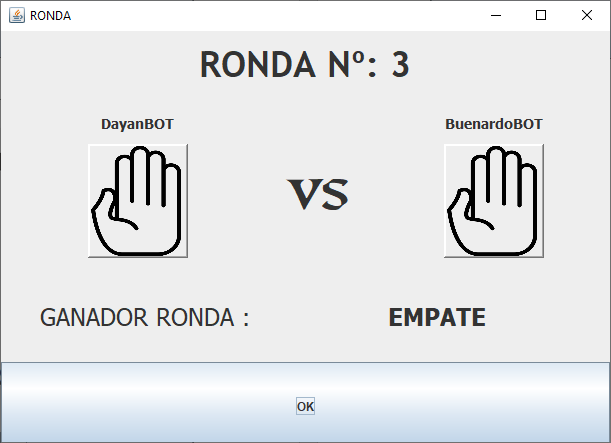 RONDA
RONDA Nº: 3
DayanBOT
BuenardoBOT
VS
GANADOR RONDA :
EMPATE
OK